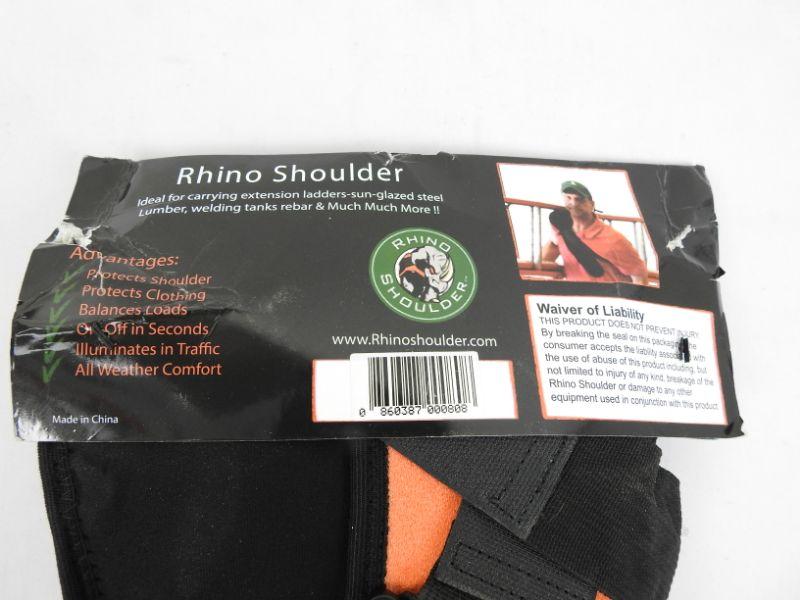 Rhino Shoulder
Ideal for carrying extension ladders-sun-glazed steel
Lumber, welding tanks rebar & Much Much More !!
Advantages:
Protects Shoulder
Protects Clothing
Balances Loads
On Off in Seconds
Illuminates in Traffic
All Weather Comfort
Made in China
RHINO
SHOULDER
www.Rhinoshoulder.com
0 860387 000808
Waiver of Liability
THIS PRODUCT DOES NOT PREVENT INJURY
By breaking the seal on this package the
consumer accepts the liability with
the use of abuse of this product including, but
not limited to injury of any kind, breakage of the
Rhino Shoulder or damage to any other
equipment used in conjunction with this product